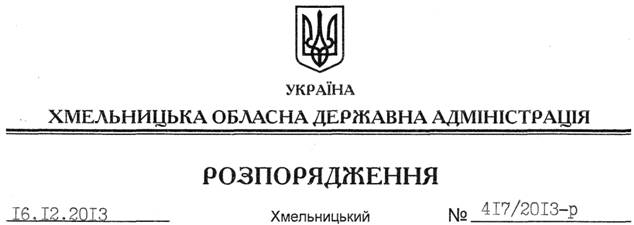 УКРАЇНА
ХМЕЛЬНИЦЬКА ОБЛАСНА ДЕРЖАВНА АДМІНІСТРАЦІЯ
РОЗПОРЯДЖЕННЯ
16.12.2013 Хмельницький № 417/2013-р